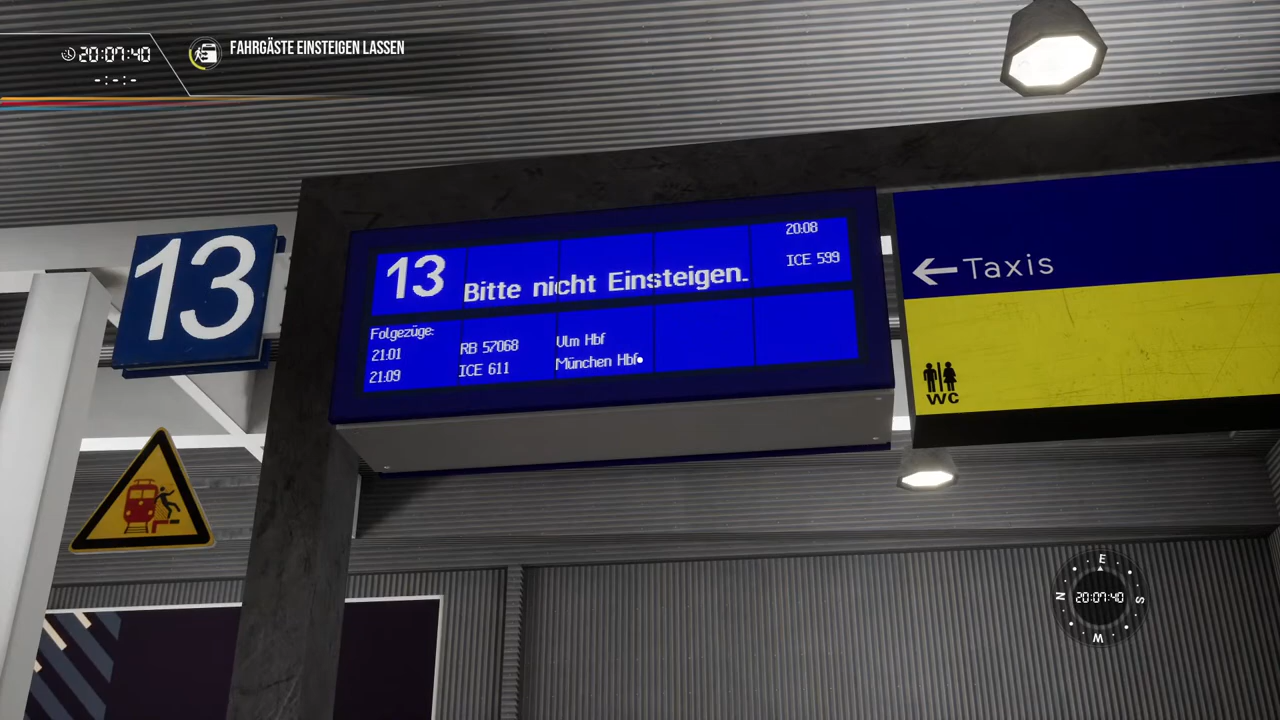 20:07:40
-:-:-
FAHRGÄSTE EINSTEIGEN LASSEN
13
13
Bitte nicht Einsteigen.
20:08
ICE 599
Folgezüge:
21:01 RB 57068 Ulm Hbf
21:09 ICE 611 München Hbf•
← Taxis
WC
E
N 20:07:40 S
W